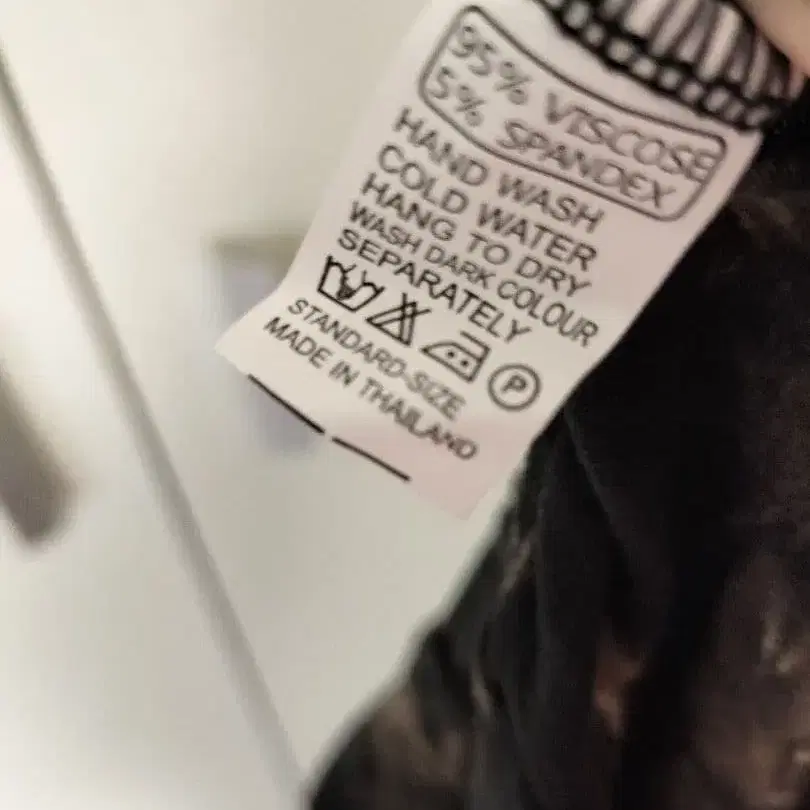 95% VISCOSE
5% SPANDEX
HAND WASH
COLD WATER
HANG TO DRY
WASH DARK COLOUR
SEPARATELY
P
STANDARD-SIZE
MADE IN THAILAND